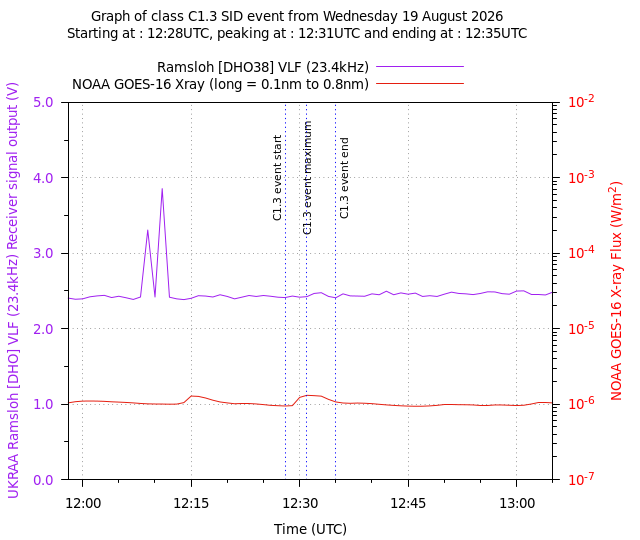 Graph of class C1.3 SID event from Wednesday 19 August 2026
Starting at : 12:28UTC, peaking at : 12:31UTC and ending at : 12:35UTC
Ramsloh [DHO38] VLF (23.4kHz)
NOAA GOES-16 Xray (long = 0.1nm to 0.8nm)
UKRAA Ramsloh [DHO] VLF (23.4kHz) Receiver signal output (V)
5.0
4.0
3.0
2.0
1.0
0.0
C1.3 event start
C1.3 event maximum
C1.3 event end
10-2
10-3
10-4
10-5
10-6
10-7
NOAA GOES-16 X-ray Flux (W/m2)
12:00 12:15 12:30 12:45 13:00
Time (UTC)